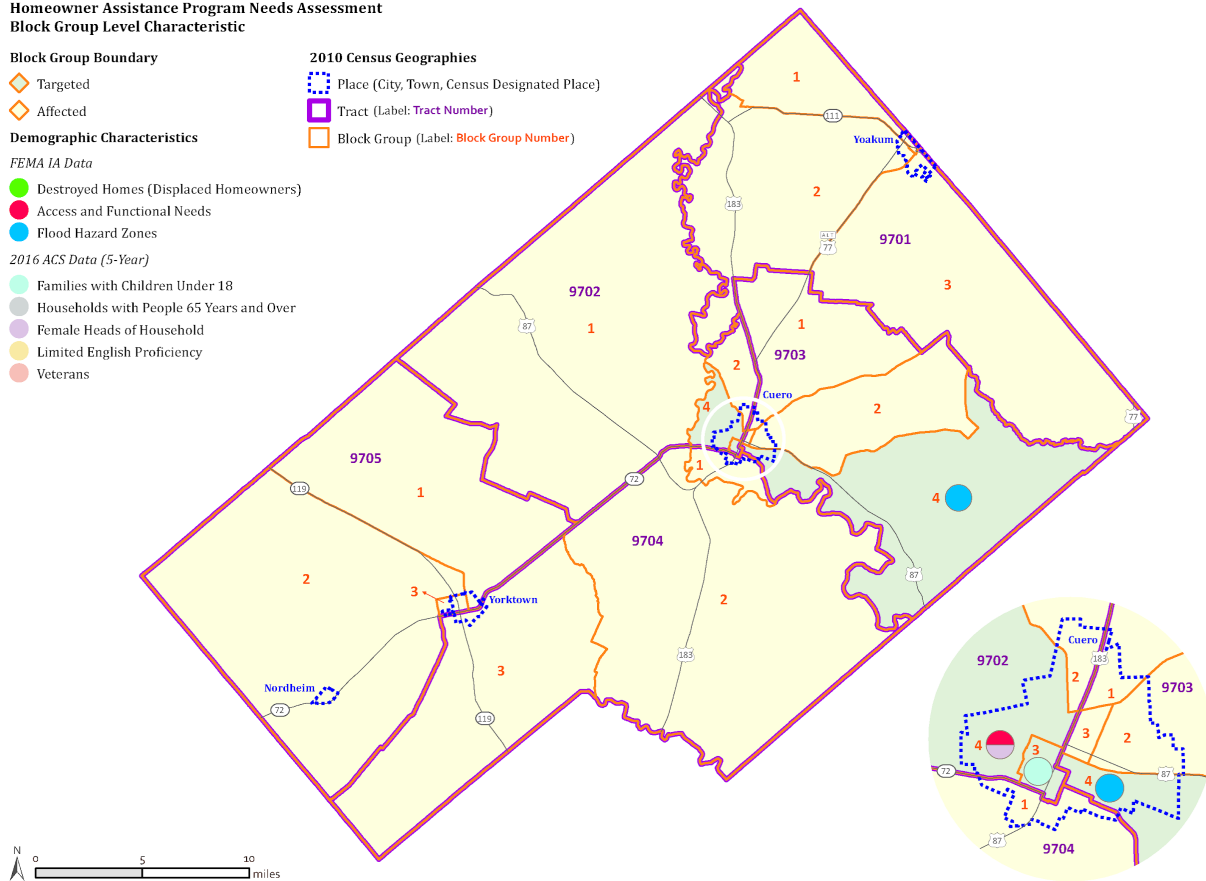 Homeowner Assistance Program Needs Assessment
Block Group Level Characteristic
Block Group Boundary
Targeted
Affected
Demographic Characteristics
FEMA IA Data
Destroyed Homes (Displaced Homeowners)
Access and Functional Needs
Flood Hazard Zones
2016 ACS Data (5-Year)
Families with Children Under 18
Households with People 65 Years and Over
Female Heads of Household
Limited English Proficiency
Veterans
2010 Census Geographies
Place (City, Town, Census Designated Place)
Tract (Label: Tract Number)
Block Group (Label: Block Group Number)
1
111
Yoakum
2
183
ALT
77
9701
3
9702
1
87
1
9703
2
Cuero
4
2
77
1
72
9705
1
119
4
9704
87
2
3
Yorktown
2
183
3
Nordheim
72
119
Cuero
9702
183
2
1
9703
3
2
4
3
72
4
87
1
87
9704
N
0
5
10
miles